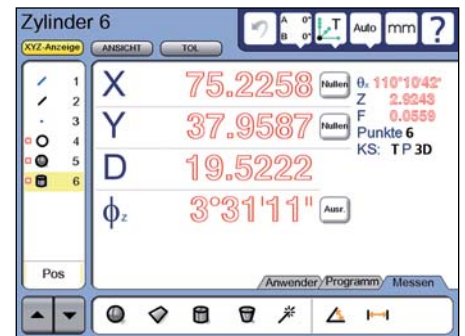 Zylinder 6
A 0°
B 0°
T
Auto
mm
?
XYZ-Anzeige
ANSICHT
TOL
1
2
3
4
5
6
X 75.2258 Nullen
Y 37.9587 Nullen
D 19.5222
ϕz 3°31'11" Ausr.
θz 110°10'42"
Z 2.9243
F 0.0559
Punkte 6
KS: T P 3D
Pos
Anwender Programm Messen